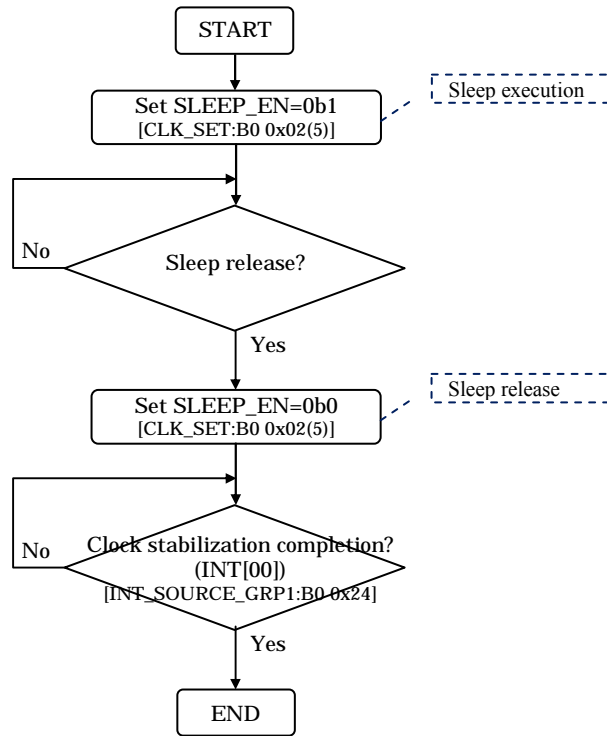 START
Set SLEEP_EN=0b1
[CLK_SET:B0 0x02(5)]
Sleep execution
No
Sleep release?
Yes
Set SLEEP_EN=0b0
[CLK_SET:B0 0x02(5)]
Sleep release
No
Clock stabilization completion?
(INT[00])
[INT_SOURCE_GRP1:B0 0x24]
Yes
END